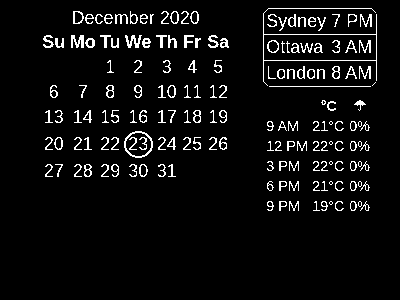 December 2020
Su Mo Tu We Th Fr Sa
1 2 3 4 5
6 7 8 9 10 11 12
13 14 15 16 17 18 19
20 21 22 23 24 25 26
27 28 29 30 31
Sydney 7 PM
Ottawa 3 AM
London 8 AM
°C ☂
9 AM 21°C 0%
12 PM 22°C 0%
3 PM 22°C 0%
6 PM 21°C 0%
9 PM 19°C 0%